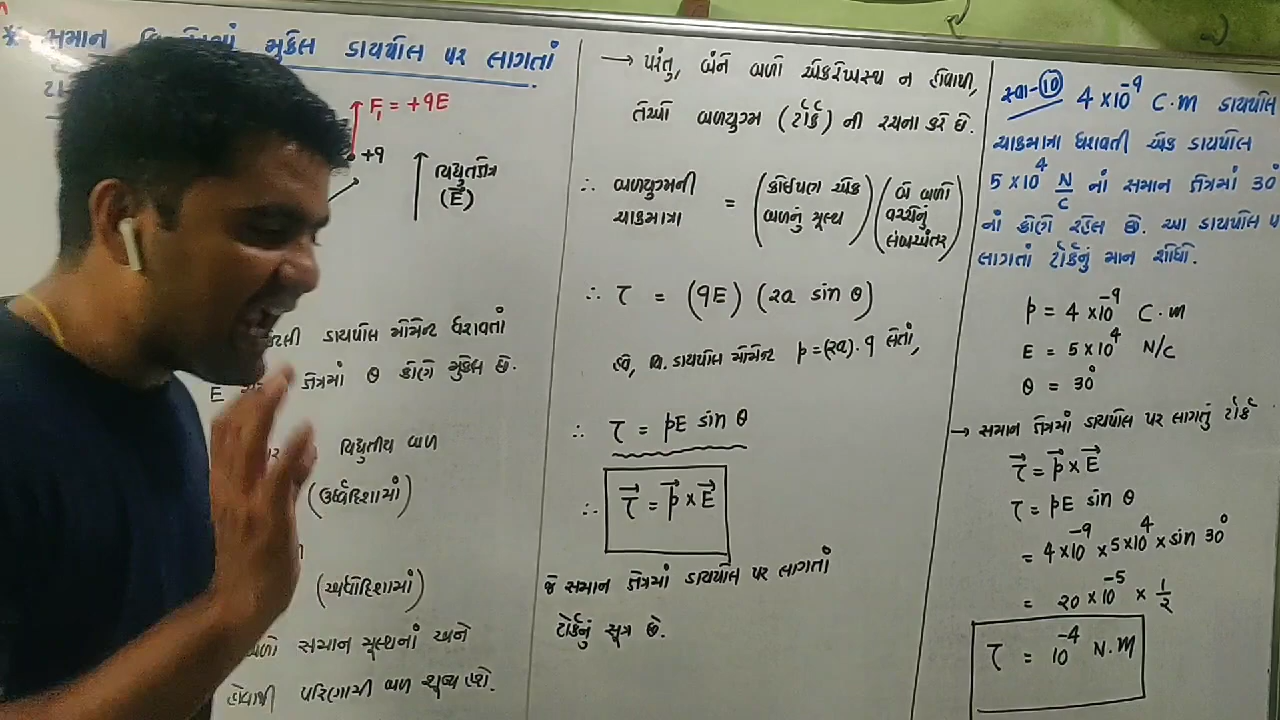 * સમાન મુકેલ ડાયપોલ પર લાગતાં
F₁ = +qE
+q
વિદ્યુતક્ષેત્ર
(E⃗)
ડાયપોલ મોમેન્ટ ધરાવતાં
E ક્ષેત્રમાં θ કોણે મુકેલ છે.
વિદ્યુતીય બળ
(ઉર્ધ્વદિશામાં)
(અધોદિશામાં)
બળો સમાન મૂલ્યનાં અને
હોવાથી પરિણામી બળ શૂન્ય હશે.
→ પરંતુ, બંને બળો એકરેખસ્થ ન હોવાથી,
તેઓ બળયુગ્મ (ટોર્ક) ની રચના કરે છે.
∴ બળયુગ્મની ચાકમાત્રા = (કોઈપણ એક બળનું મૂલ્ય) (બે બળો વચ્ચેનું લંબઅંતર)
∴ τ = (qE) (2a sin θ)
હવે, વિ. ડાયપોલ મોમેન્ટ p = (2a).q લેતાં,
∴ τ = pE sin θ
∴ τ⃗ = p⃗ × E⃗
જે સમાન ક્ષેત્રમાં ડાયપોલ પર લાગતાં
ટોર્કનું સૂત્ર છે.
સ્વા-10 4×10⁻⁹ C.m ડાયપોલ
ચાકમાત્રા ધરાવતી એક ડાયપોલ
5×10⁴ N/C નાં સમાન ક્ષેત્રમાં 30°
નાં કોણે રહેલ છે. આ ડાયપોલ પ
લાગતાં ટોર્કનું માન શોધો.
p = 4×10⁻⁹ C.m
E = 5×10⁴ N/C
θ = 30°
→ સમાન ક્ષેત્રમાં ડાયપોલ પર લાગતું ટોર્ક
τ⃗ = p⃗ × E⃗
τ = pE sin θ
= 4×10⁻⁹ × 5×10⁴ × sin 30°
= 20×10⁻⁵ × 1/2
τ = 10⁻⁴ N.m